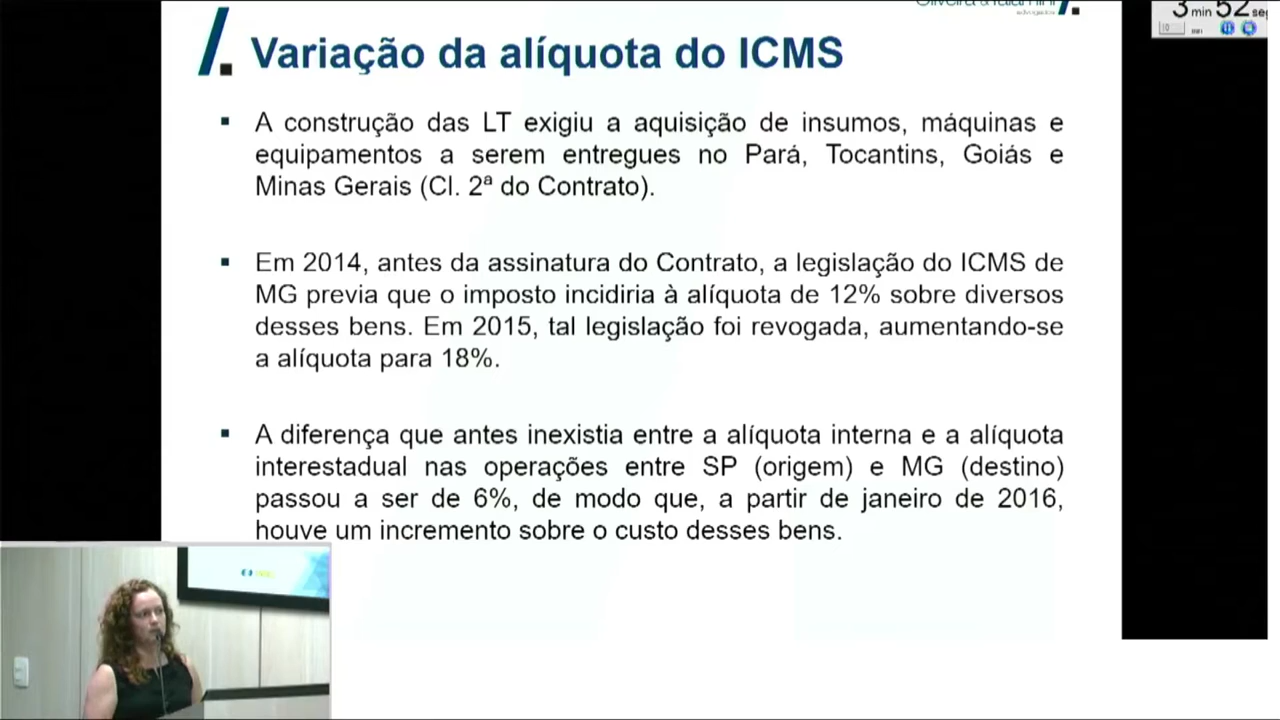 advogados
3 min 52 seg
Variação da alíquota do ICMS
A construção das LT exigiu a aquisição de insumos, máquinas e
equipamentos a serem entregues no Pará, Tocantins, Goiás e
Minas Gerais (Cl. 2ª do Contrato).
Em 2014, antes da assinatura do Contrato, a legislação do ICMS de
MG previa que o imposto incidiria à alíquota de 12% sobre diversos
desses bens. Em 2015, tal legislação foi revogada, aumentando-se
a alíquota para 18%.
A diferença que antes inexistia entre a alíquota interna e a alíquota
interestadual nas operações entre SP (origem) e MG (destino)
passou a ser de 6%, de modo que, a partir de janeiro de 2016,
houve um incremento sobre o custo desses bens.